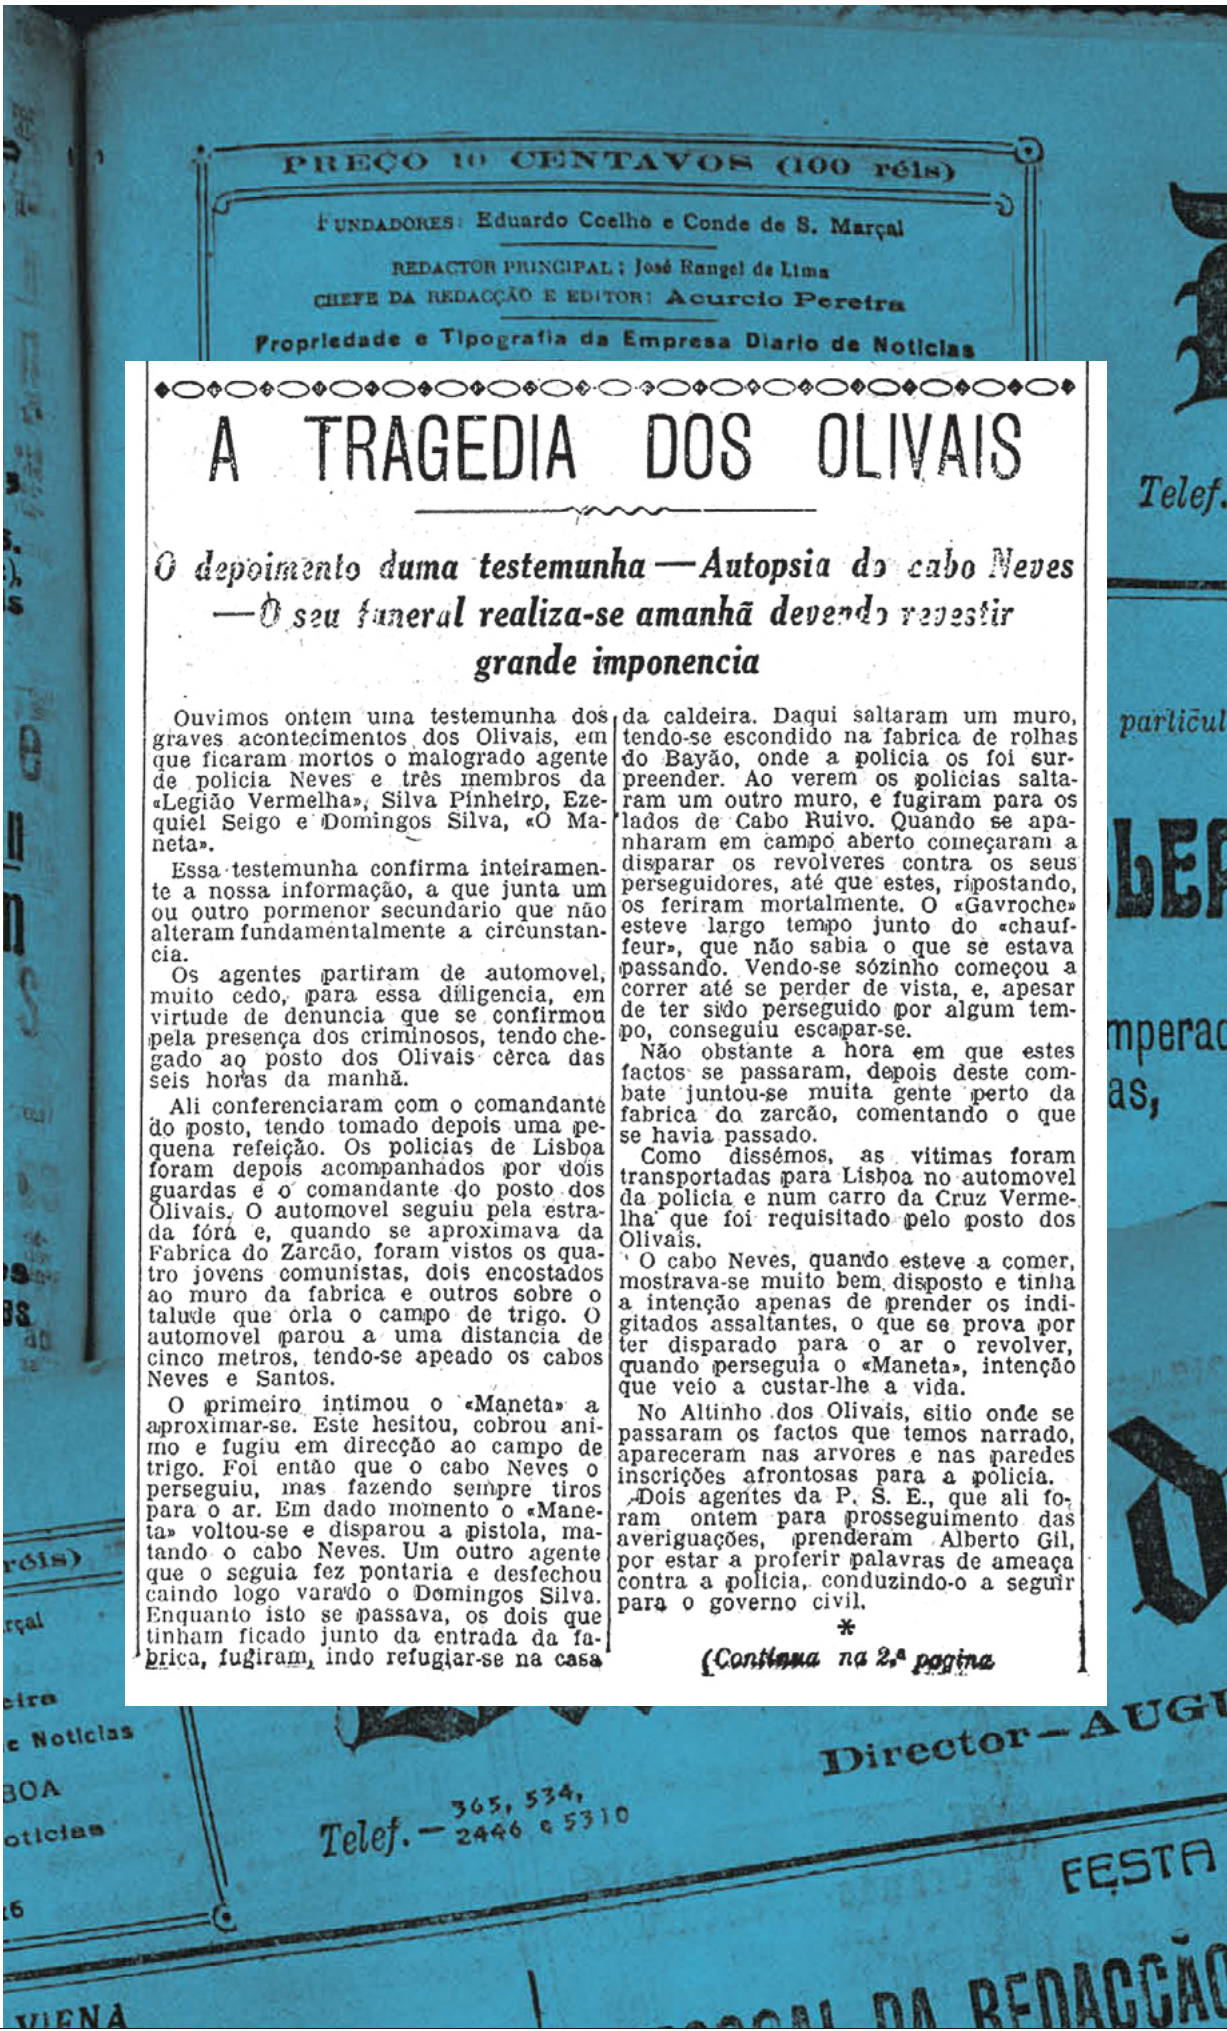 PREÇO 10 CENTAVOS (100 réis)
FUNDADORES: Eduardo Coelho e Conde de S. Marçal
REDACTOR PRINCIPAL: José Rangel de Lima
CHEFE DA REDACÇÃO E EDITOR: Acurcio Pereira
Propriedade e Tipografia da Empresa Diario de Noticias
Telef.
A TRAGEDIA DOS OLIVAIS
O depoimento duma testemunha — Autopsia do cabo Neves
— O seu funeral realiza-se amanhã devendo revestir
grande imponencia
Ouvimos ontem uma testemunha dos
graves acontecimentos dos Olivais, em
que ficaram mortos o malogrado agente
de policia Neves e três membros da
«Legião Vermelha», Silva Pinheiro, Eze-
quiel Seigo e Domingos Silva, «O Ma-
neta».
Essa testemunha confirma inteiramen-
te a nossa informação, a que junta um
ou outro pormenor secundario que não
alteram fundamentalmente a circunstan-
cia.
Os agentes partiram de automovel,
muito cedo, para essa diligencia, em
virtude de denuncia que se confirmou
pela presença dos criminosos, tendo che-
gado ao posto dos Olivais cêrca das
seis horas da manhã.
Ali conferenciaram com o comandante
do posto, tendo tomado depois uma pe-
quena refeição. Os policias de Lisboa
foram depois acompanhados por dois
guardas e o comandante do posto dos
Olivais. O automovel seguiu pela estra-
da fóra e, quando se aproximava da
Fabrica do Zarcão, foram vistos os qua-
tro jovens comunistas, dois encostados
ao muro da fabrica e outros sobre o
talude que orla o campo de trigo. O
automovel parou a uma distancia de
cinco metros, tendo-se apeado os cabos
Neves e Santos.
O primeiro intimou o «Maneta» a
aproximar-se. Este hesitou, cobrou ani-
mo e fugiu em direcção ao campo de
trigo. Foi então que o cabo Neves o
perseguiu, mas fazendo sempre tiros
para o ar. Em dado momento o «Mane-
ta» voltou-se e disparou a pistola, ma-
tando o cabo Neves. Um outro agente
que o seguia fez pontaria e desfechou
caindo logo varado o Domingos Silva.
Enquanto isto se passava, os dois que
tinham ficado junto da entrada da fa-
brica, fugiram, indo refugiar-se na casa
da caldeira. Daqui saltaram um muro,
tendo-se escondido na fabrica de rolhas
do Bayão, onde a policia os foi sur-
preender. Ao verem os policias salta-
ram um outro muro, e fugiram para os
lados de Cabo Ruivo. Quando se apa-
nharam em campo aberto começaram a
disparar os revolveres contra os seus
perseguidores, até que estes, ripostando,
os feriram mortalmente. O «Gavroche»
esteve largo tempo junto do «chauf-
feur», que não sabia o que se estava
passando. Vendo-se sózinho começou a
correr até se perder de vista, e, apesar
de ter sido perseguido por algum tem-
po, conseguiu escapar-se.
Não obstante a hora em que estes
factos se passaram, depois deste com-
bate juntou-se muita gente perto da
fabrica do zarcão, comentando o que
se havia passado.
Como dissémos, as vitimas foram
transportadas para Lisboa no automovel
da policia e num carro da Cruz Verme-
lha que foi requisitado pelo posto dos
Olivais.
O cabo Neves, quando esteve a comer,
mostrava-se muito bem disposto e tinha
a intenção apenas de prender os indi-
gitados assaltantes, o que se prova por
ter disparado para o ar o revolver,
quando perseguia o «Maneta», intenção
que veio a custar-lhe a vida.
No Altinho dos Olivais, sitio onde se
passaram os factos que temos narrado,
apareceram nas arvores e nas paredes
inscrições afrontosas para a policia.
Dois agentes da P. S. E., que ali fo-
ram ontem para prosseguimento das
averiguações, prenderam Alberto Gil,
por estar a proferir palavras de ameaça
contra a policia, conduzindo-o a seguir
para o governo civil.
*
(Continua na 2.ª pagina
particul
mperad
as,
réis)
rçal
eira
e Noticias
BOA
oticias
Director — AUGU
Telef. — 365, 534,
2446 e 5310
FESTA
DA REDACÇÃO
VIENA